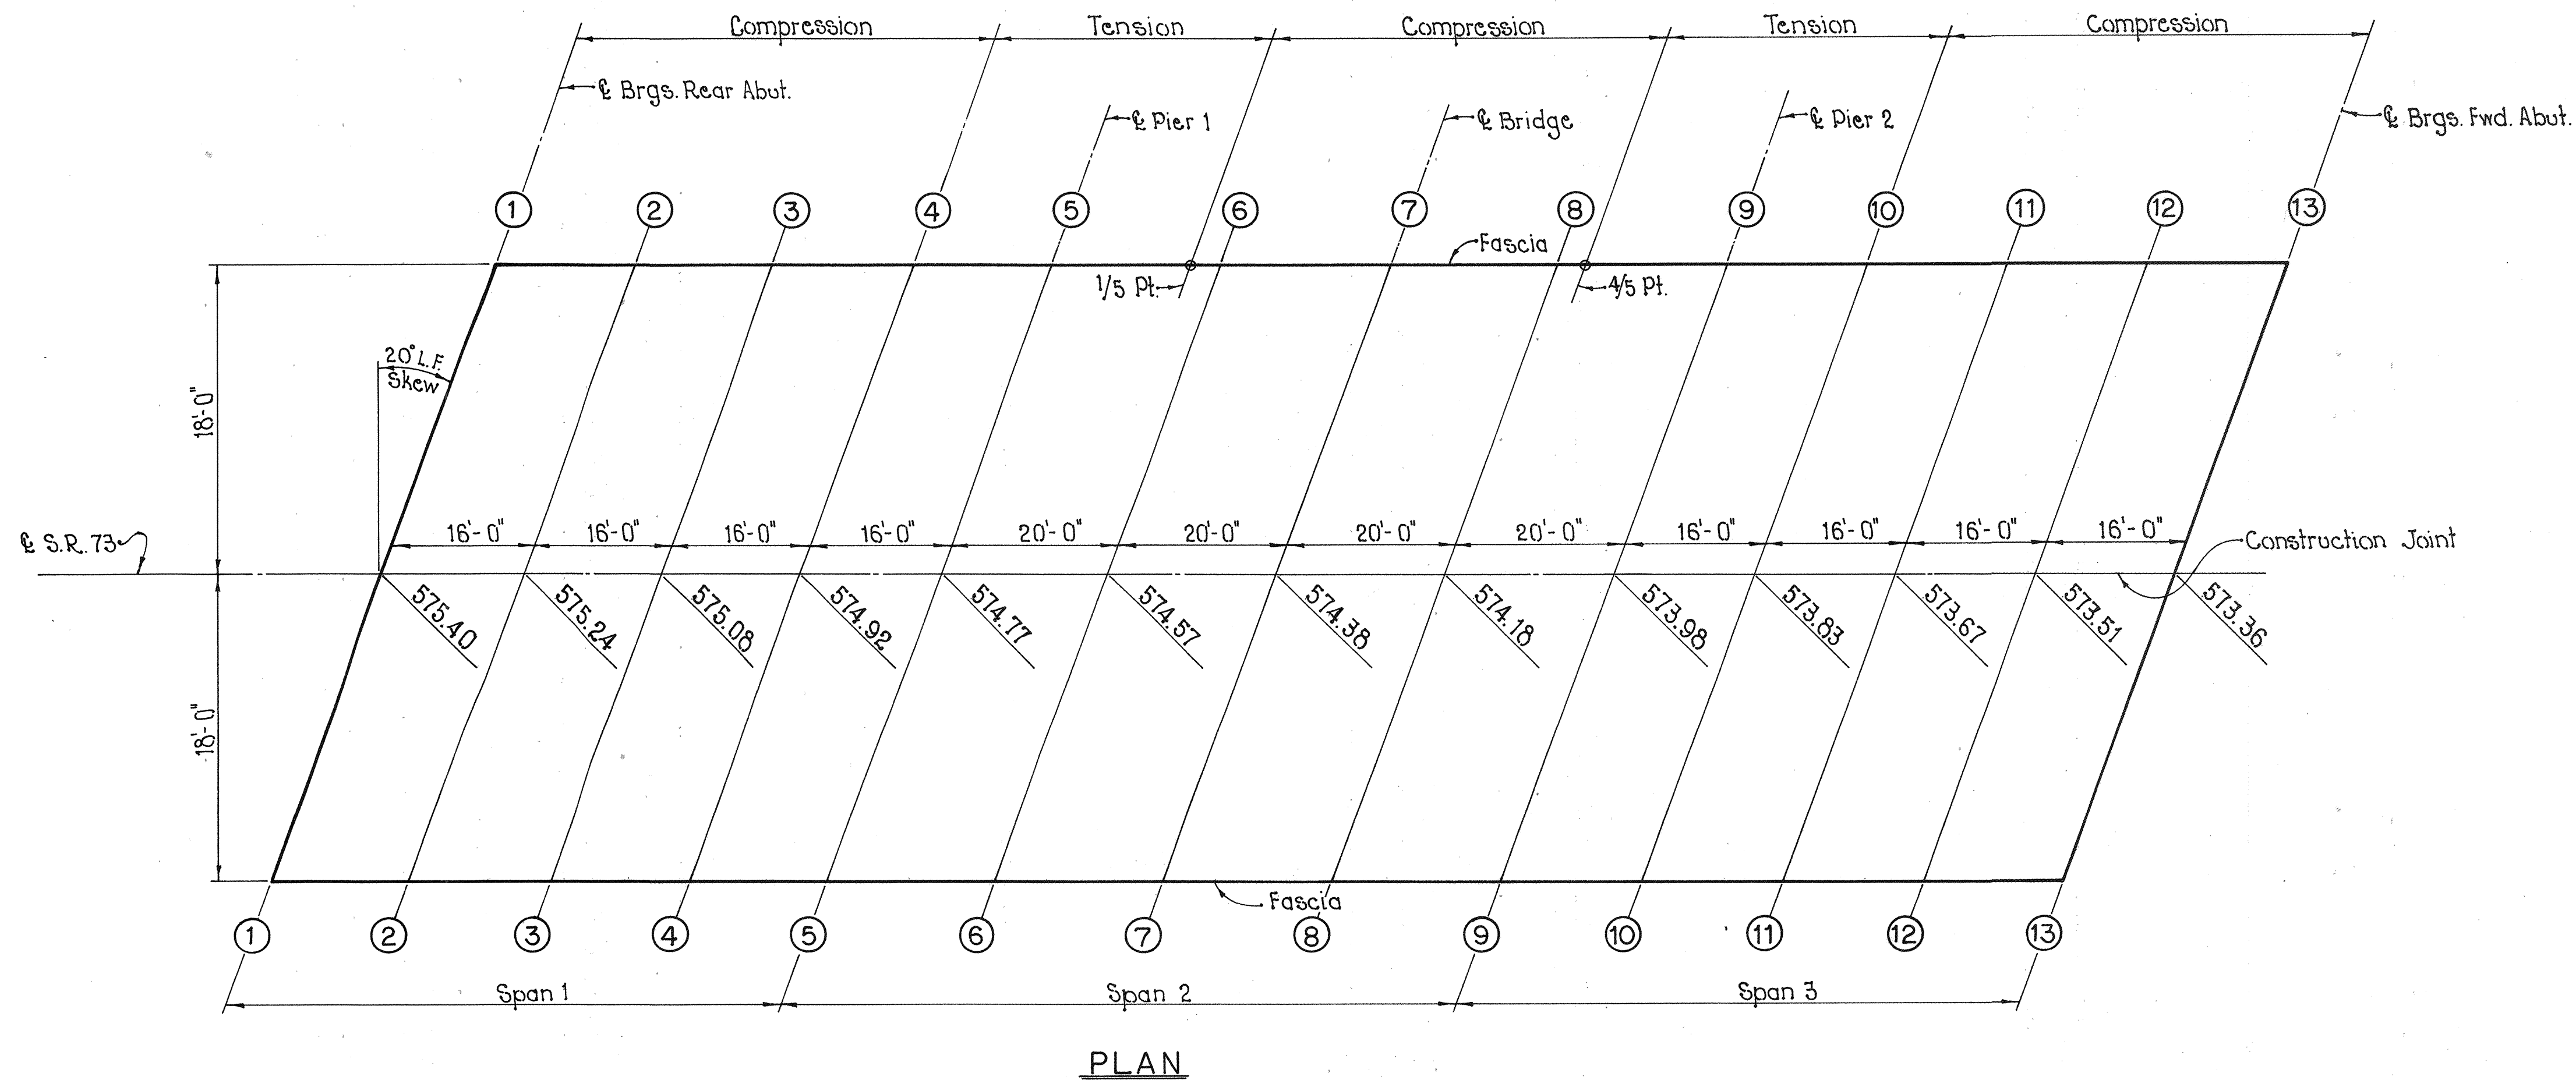 Compression Tension Compression Tension Compression
℄ Brgs. Rear Abut.
℄ Pier 1
℄ Bridge
℄ Pier 2
℄ Brgs. Fwd. Abut.
1 2 3 4 5 6 7 8 9 10 11 12 13
Fascia
1/5 Pt.
4/5 Pt.
20° L.F.
Skew
18'-0"
16'-0" 16'-0" 16'-0" 16'-0" 20'-0" 20'-0" 20'-0" 20'-0" 16'-0" 16'-0" 16'-0" 16'-0"
℄ S.R. 73
Construction Joint
575.40 575.24 575.08 574.92 574.77 574.57 574.38 574.18 573.98 573.83 573.67 573.51 573.36
18'-0"
Fascia
1 2 3 4 5 6 7 8 9 10 11 12 13
Span 1 Span 2 Span 3
PLAN